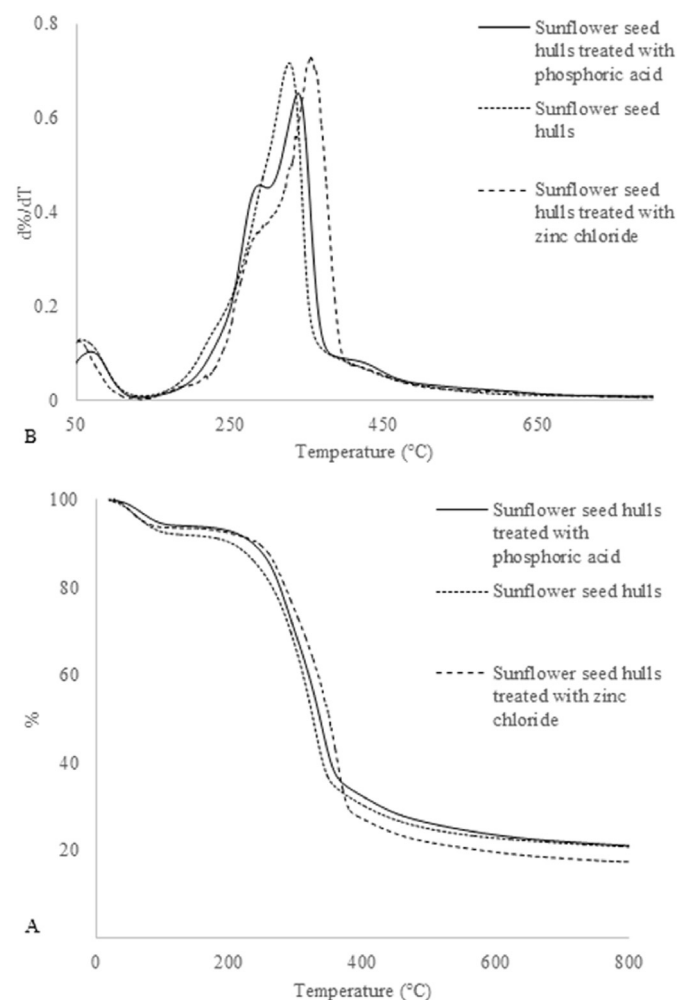 0.8
0.6
0.4
0.2
0
d%/dT
50
250
450
650
Temperature (°C)
B
Sunflower seed
hulls treated with
phosphoric acid
Sunflower seed
hulls
Sunflower seed
hulls treated with
zinc chloride
100
80
60
40
20
%
0
200
400
600
800
Temperature (°C)
A
Sunflower seed hulls
treated with
phosphoric acid
Sunflower seed hulls
Sunflower seed hulls
treated with zinc
chloride